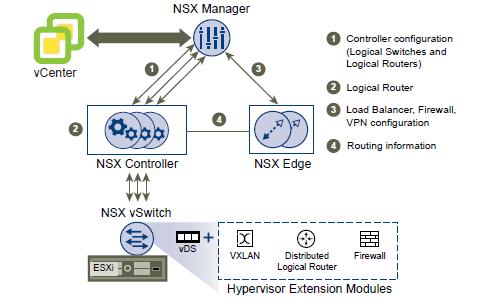 NSX Manager
vCenter
1
3
1 Controller configuration
(Logical Switches and
Logical Routers)
2 Logical Router
3 Load Balancer, Firewall,
VPN configuration
4 Routing information
2
4
NSX Controller
NSX Edge
NSX vSwitch
ESXi
vDS
+
VXLAN
Distributed
Logical Router
Firewall
Hypervisor Extension Modules